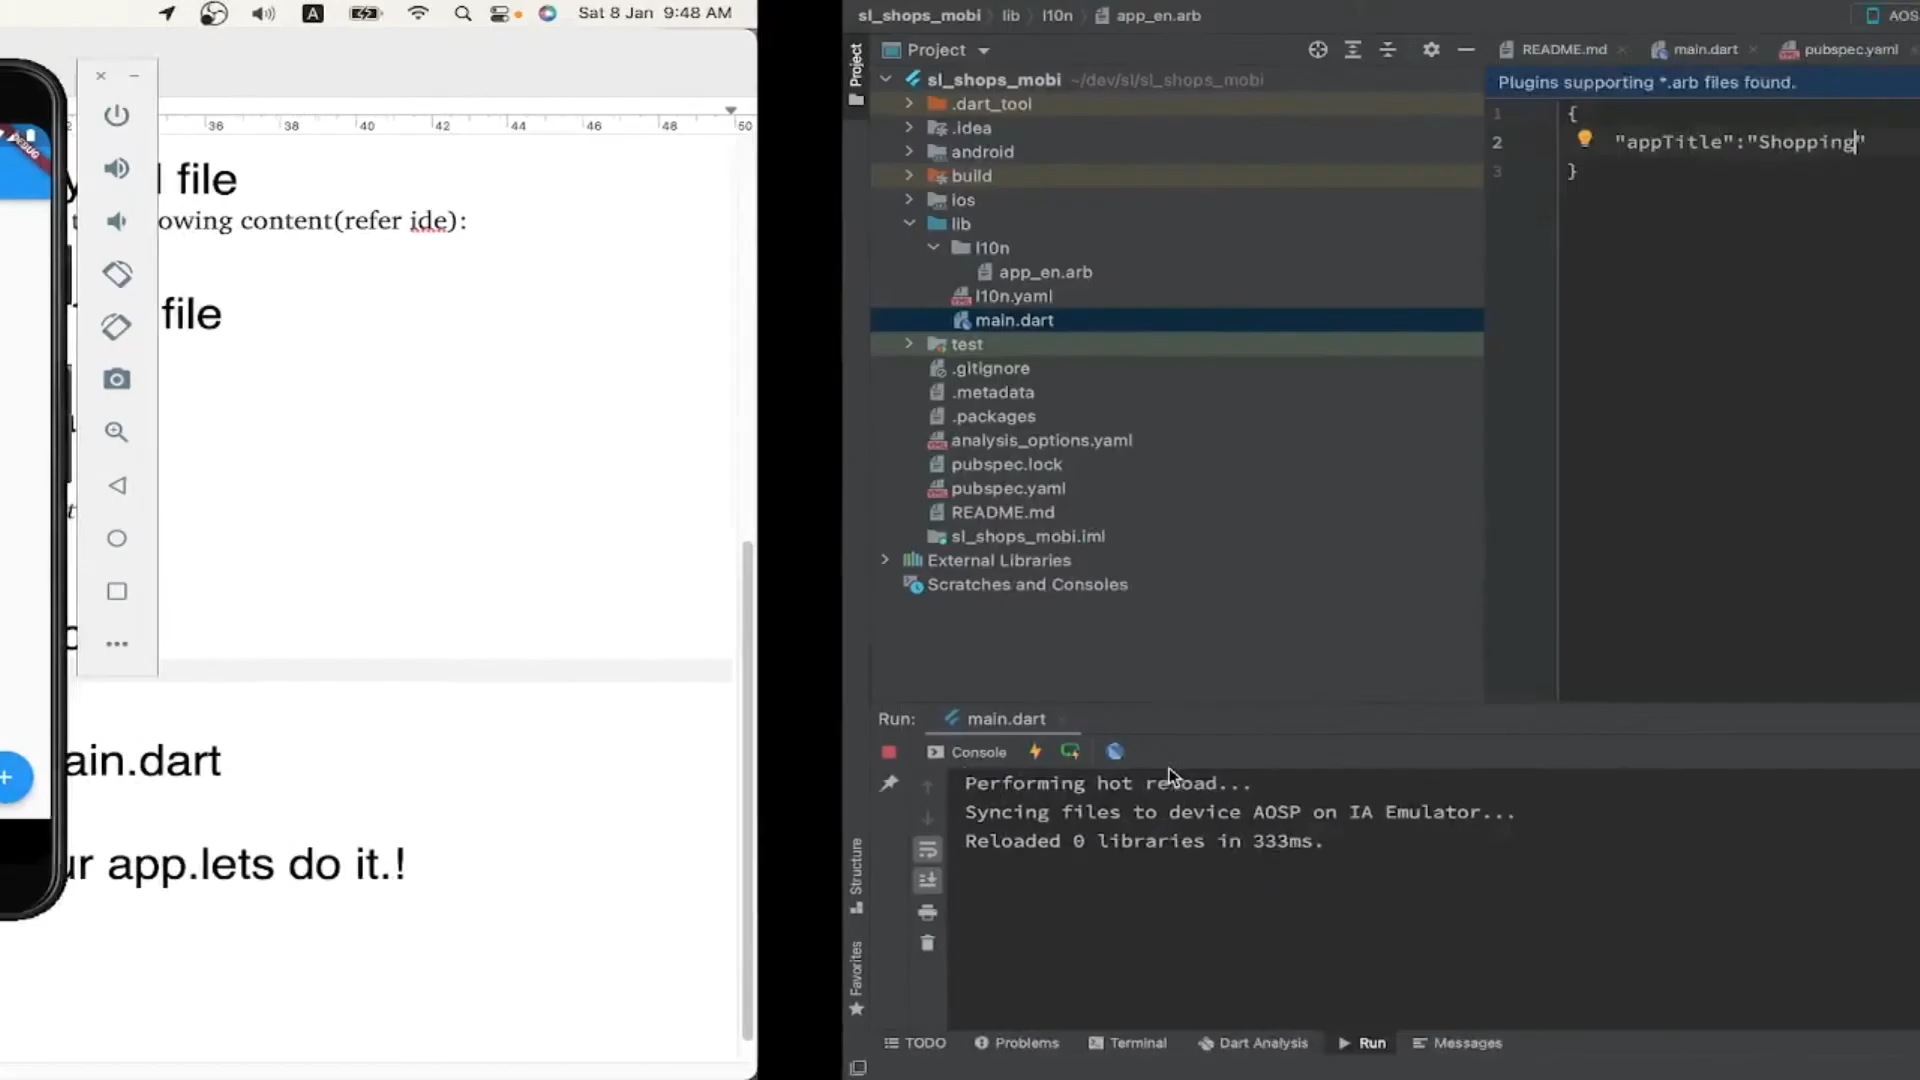 A
Sat 8 Jan 9:48 AM
36 38 40 42 44 46 48 50
DEBUG
file
owing content(refer ide):
file
ain.dart
ur app.lets do it.!
sl_shops_mobi
lib
l10n
app_en.arb
AOS
Project
Project
README.md
main.dart
pubspec.yaml
sl_shops_mobi ~/dev/sl/sl_shops_mobi
.dart_tool
.idea
android
build
ios
lib
l10n
app_en.arb
l10n.yaml
main.dart
test
.gitignore
.metadata
.packages
analysis_options.yaml
pubspec.lock
pubspec.yaml
README.md
sl_shops_mobi.iml
External Libraries
Scratches and Consoles
Plugins supporting *.arb files found.
1 {
2 "appTitle":"Shopping"
3 }
Run: main.dart
Console
Performing hot reload...
Syncing files to device AOSP on IA Emulator...
Reloaded 0 libraries in 333ms.
Structure
Favorites
TODO
Problems
Terminal
Dart Analysis
Run
Messages